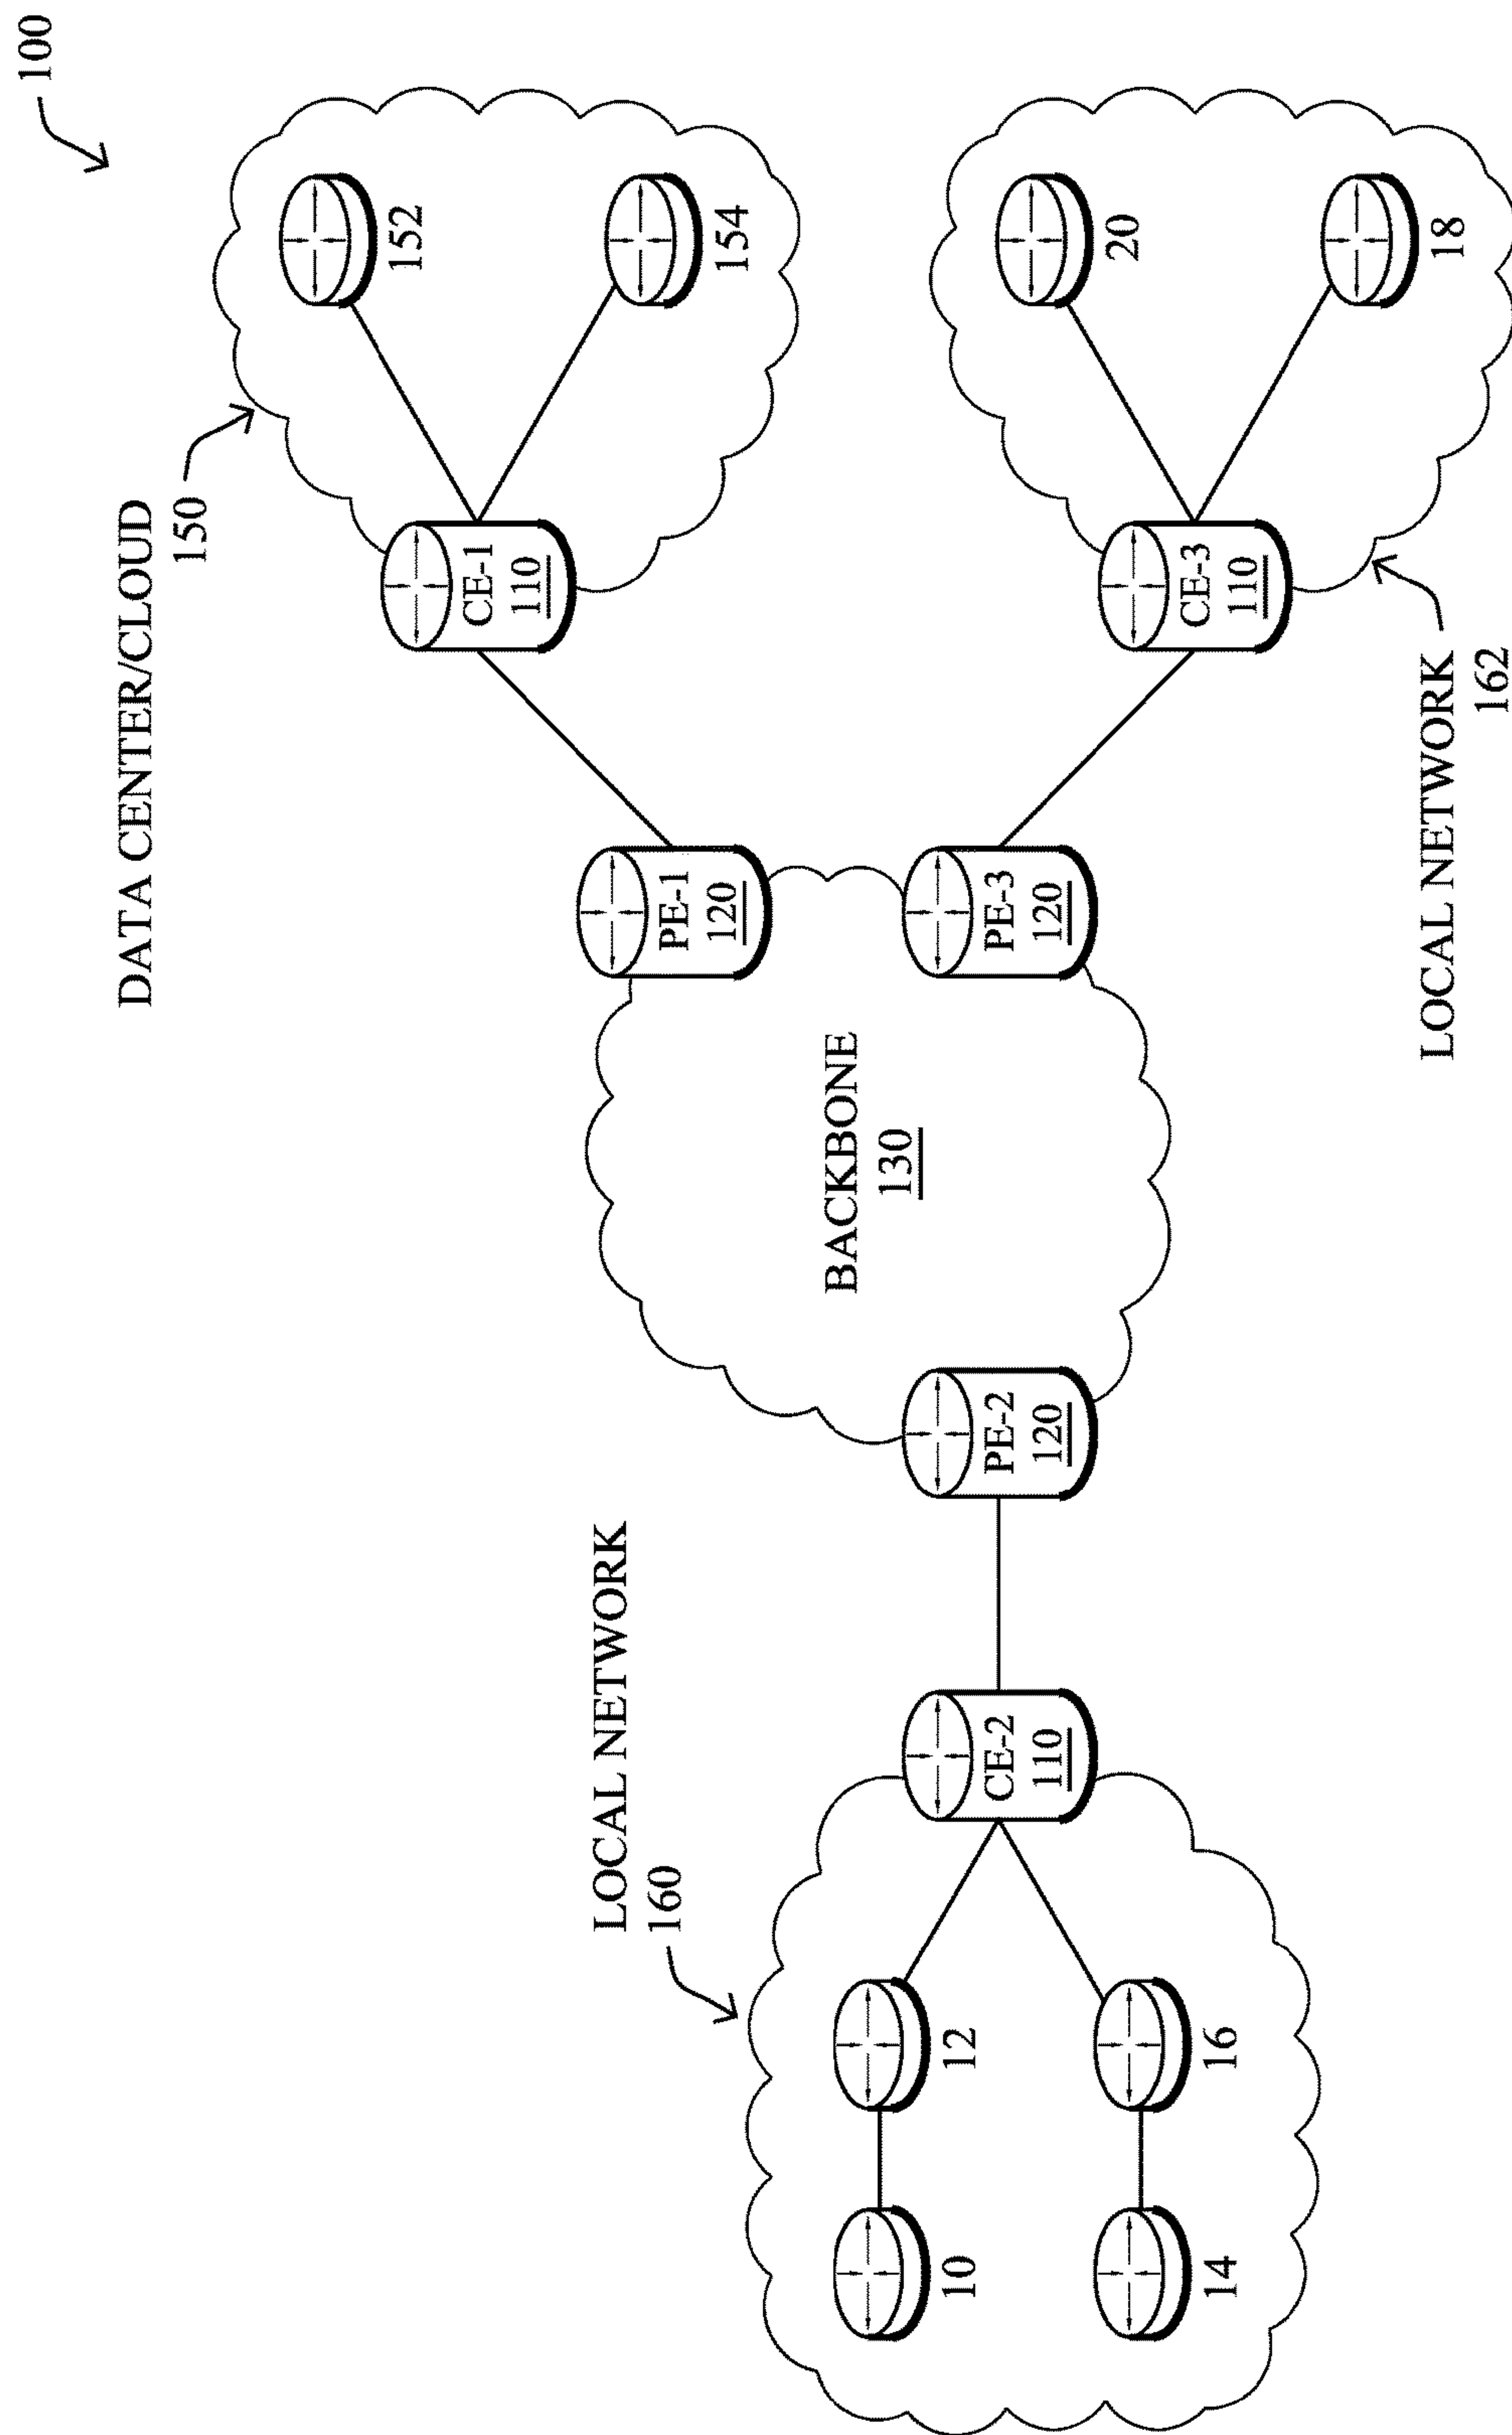 100
DATA CENTER/CLOUD
150
152
CE-1
110
154
LOCAL NETWORK
160
PE-1
120
BACKBONE
130
10
12
CE-2
110
PE-2
120
PE-3
120
CE-3
110
20
14
16
18
LOCAL NETWORK
162